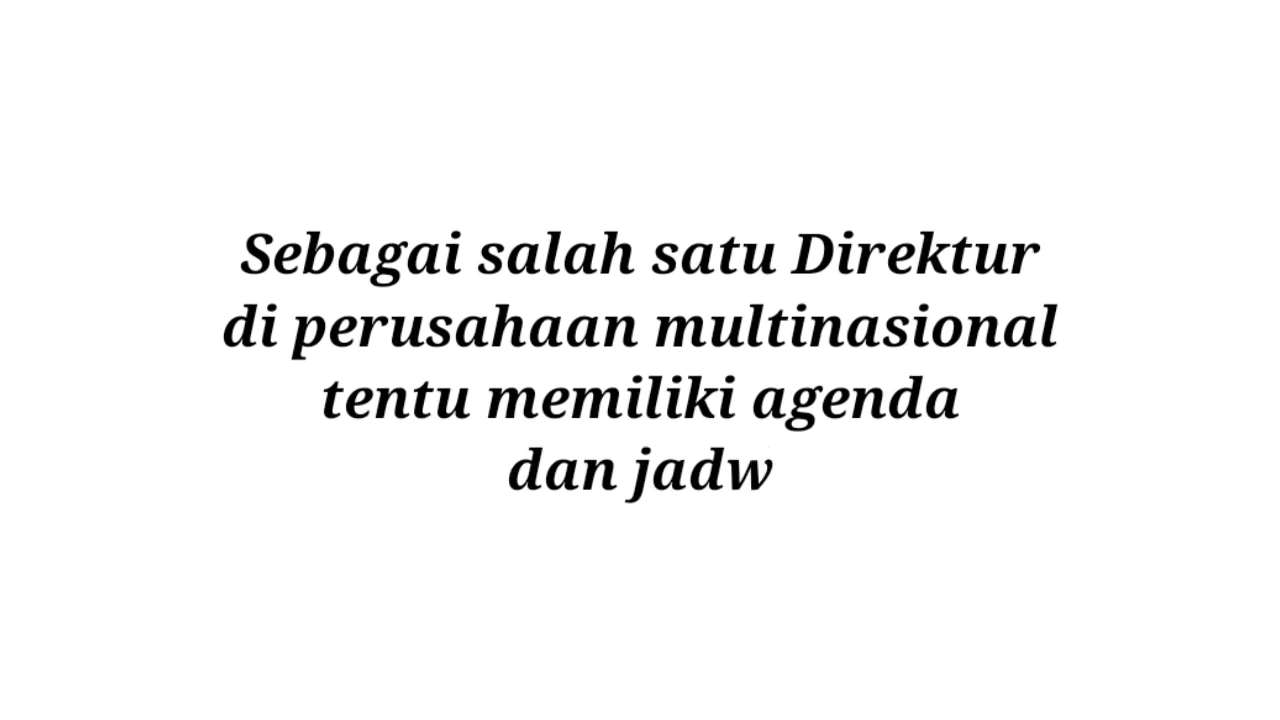 Sebagai salah satu Direktur
di perusahaan multinasional
tentu memiliki agenda
dan jadw